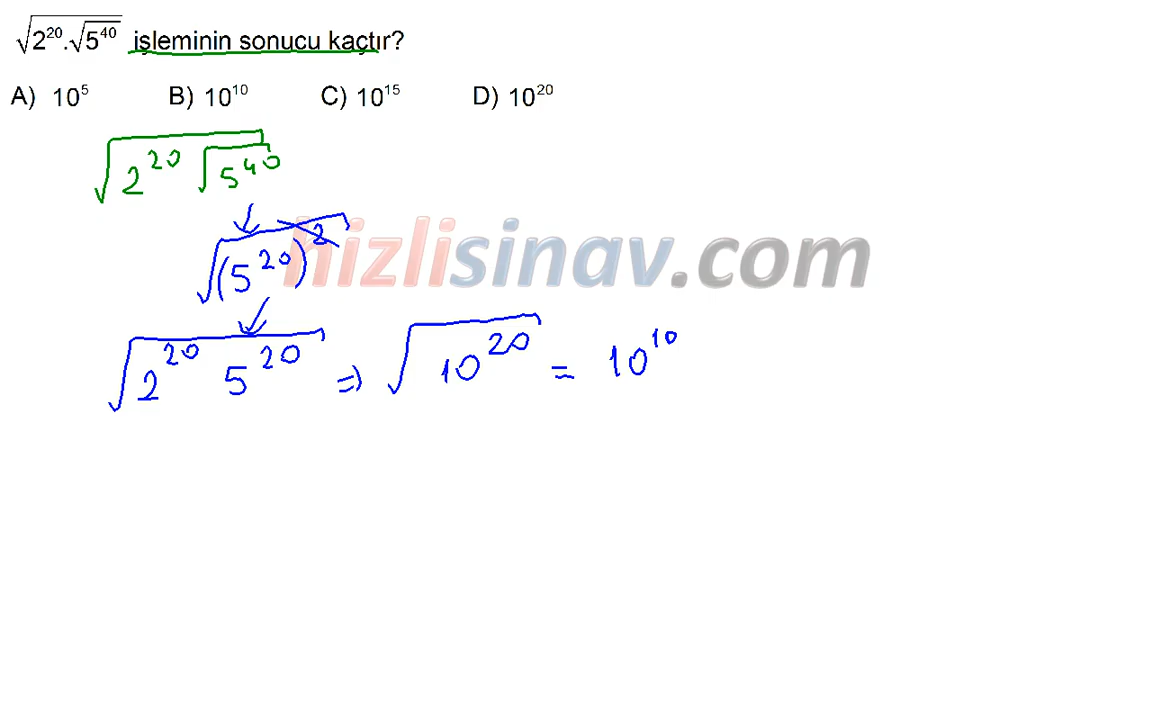 √(2²⁰.√(5⁴⁰)) işleminin sonucu kaçtır?
A) 10⁵ B) 10¹⁰ C) 10¹⁵ D) 10²⁰
√(2²⁰ √(5⁴⁰))
√((5²⁰)²)
hizlisinav.com
√(2²⁰ 5²⁰) ⇒ √(10²⁰) = 10¹⁰